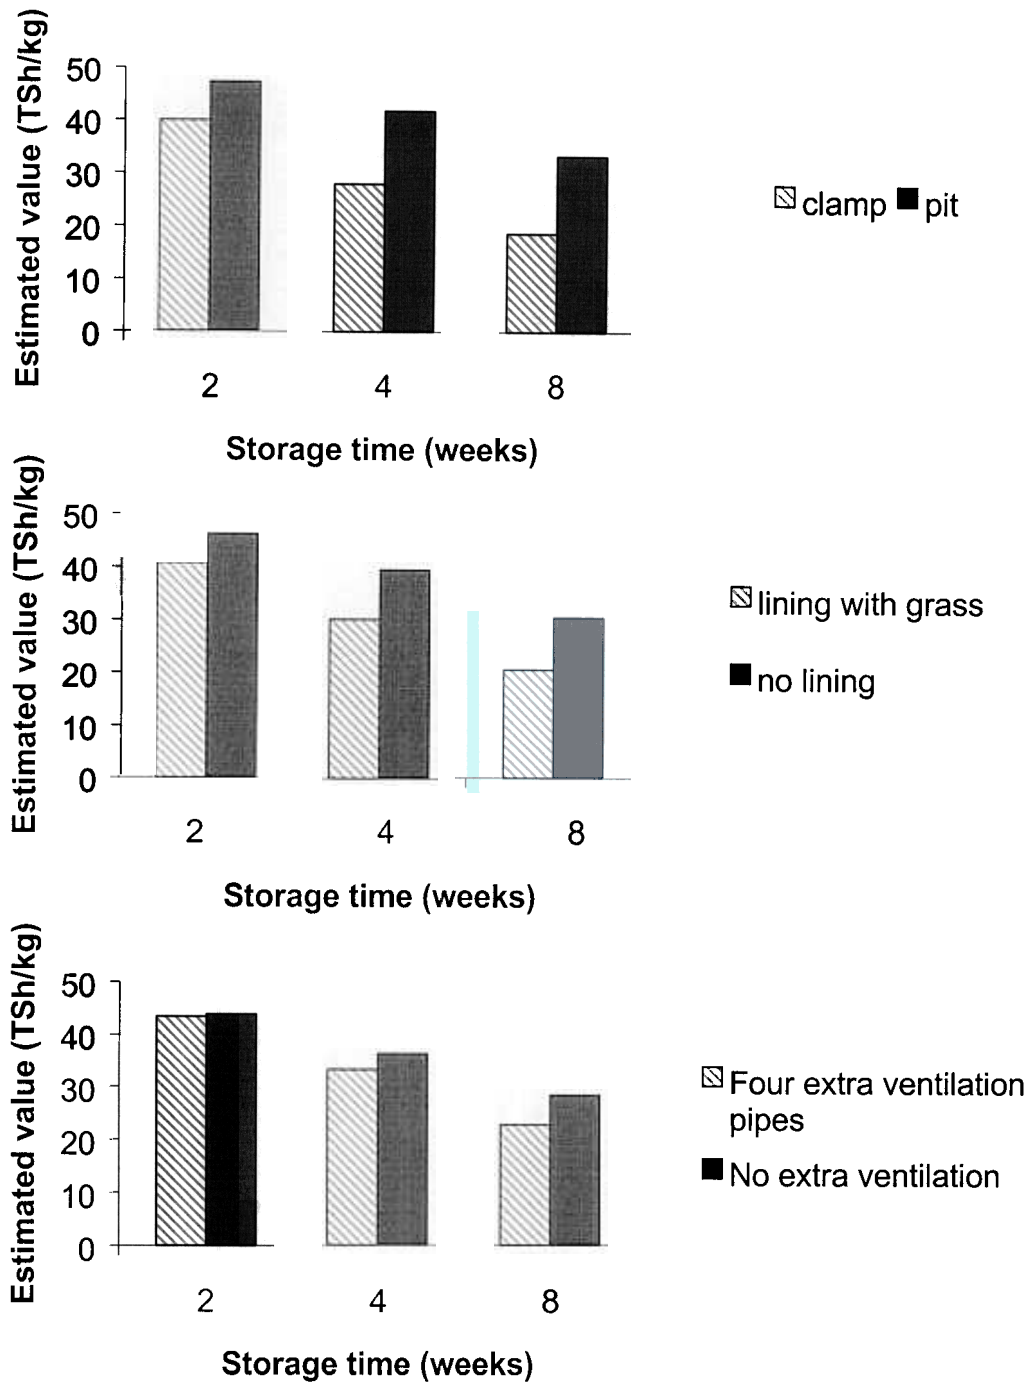 Estimated value (TSh/kg)
50
40
30
20
10
0
2 4 8
Storage time (weeks)
clamp pit
Estimated value (TSh/kg)
50
40
30
20
10
0
2 4 8
Storage time (weeks)
lining with grass
no lining
Estimated value (TSh/kg)
50
40
30
20
10
0
2 4 8
Storage time (weeks)
Four extra ventilation
pipes
No extra ventilation